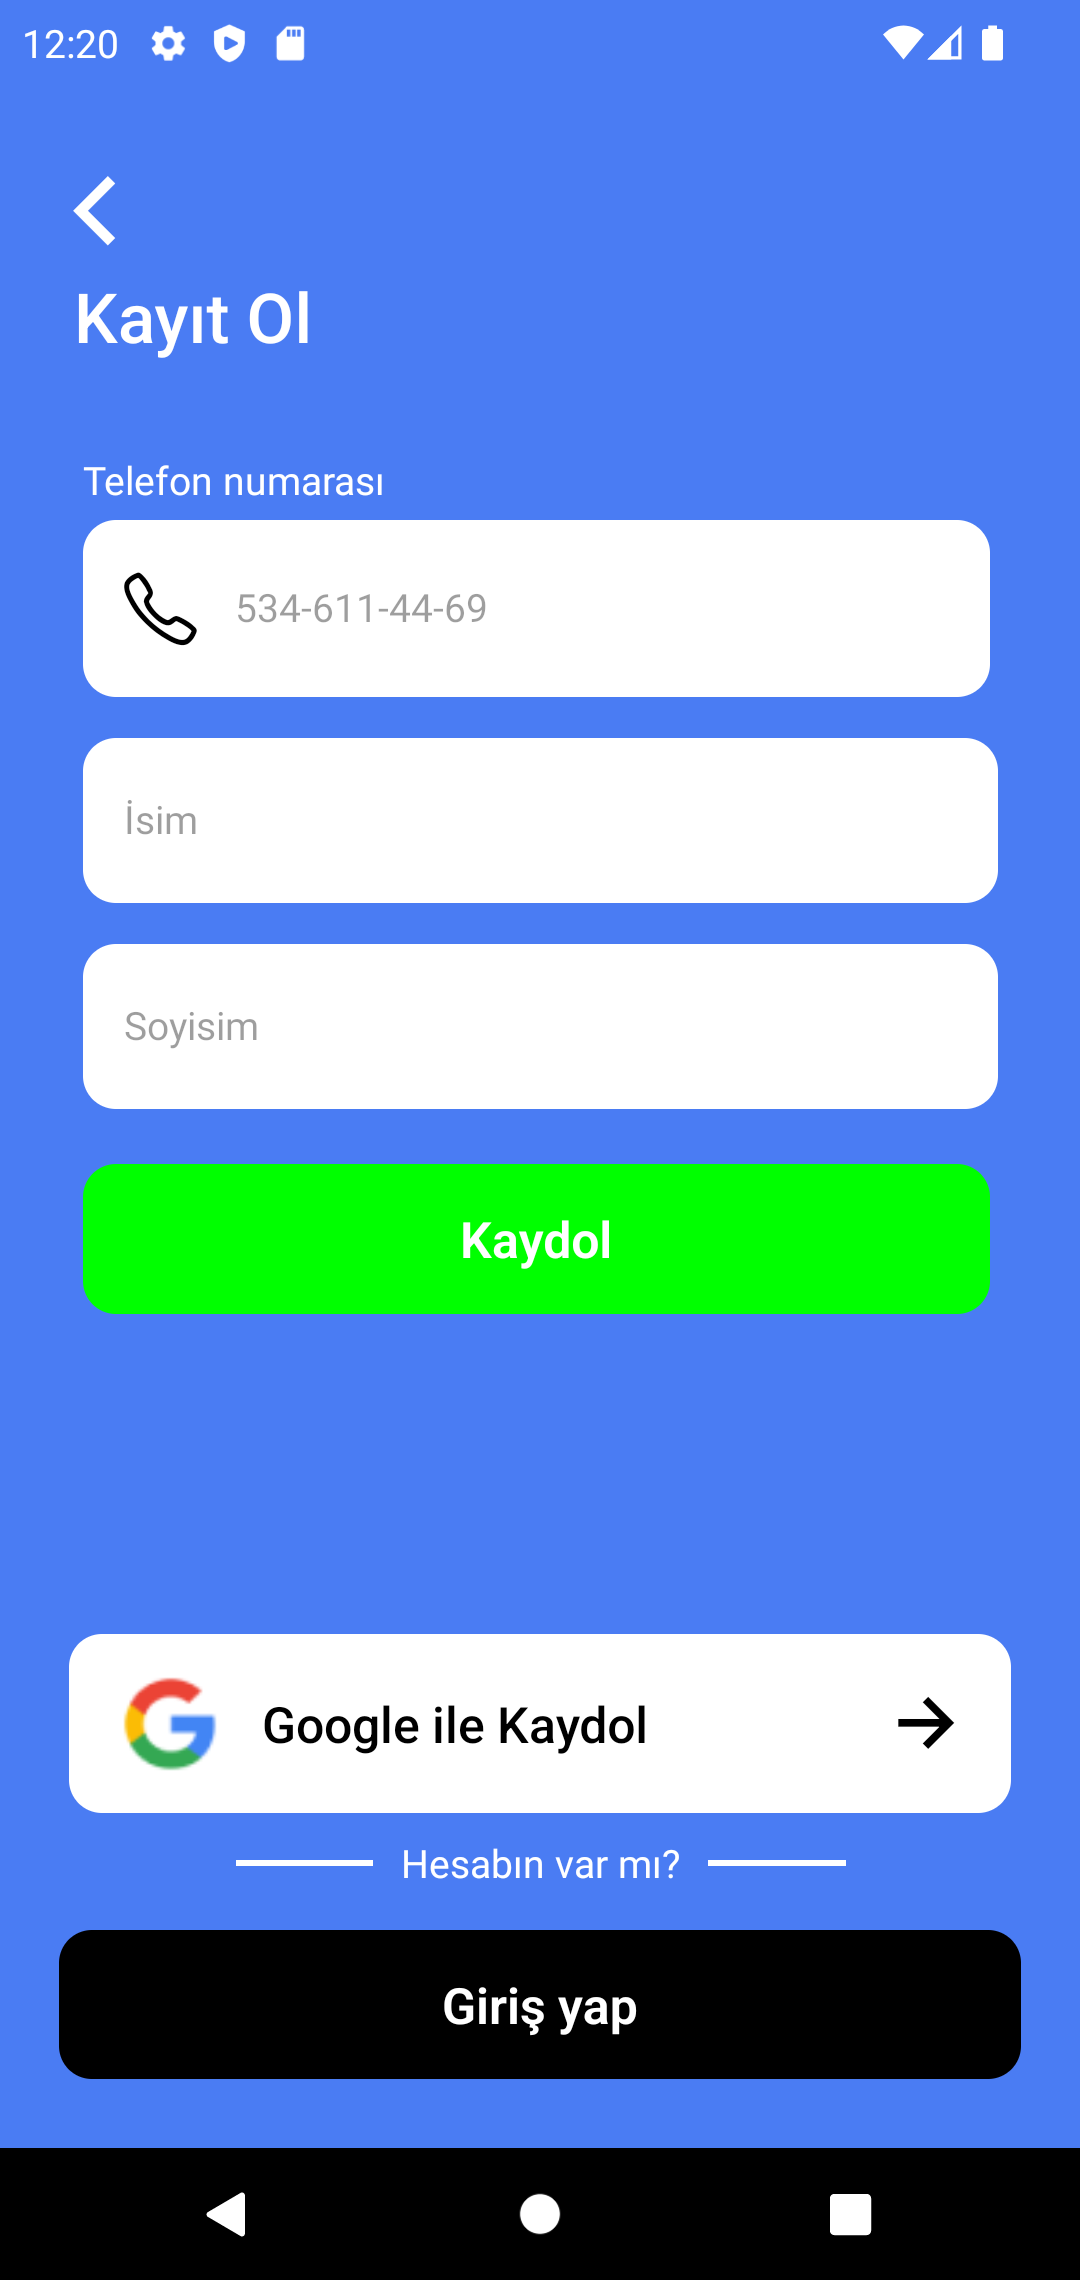 12:20
Kayıt Ol
Telefon numarası
534-611-44-69
İsim
Soyisim
Kaydol
Google ile Kaydol
Hesabın var mı?
Giriş yap